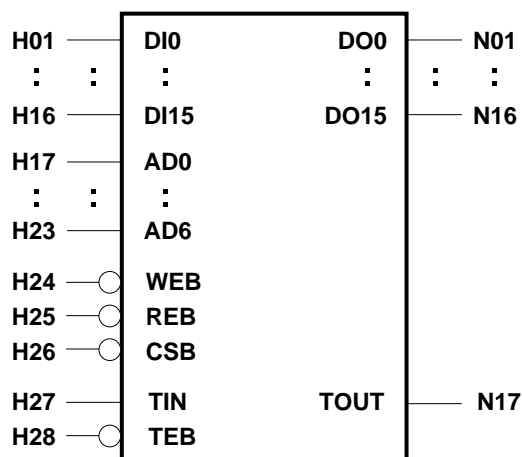 H01 DI0 DO0 N01
: : : : : :
H16 DI15 DO15 N16
H17 AD0
: : :
H23 AD6
H24 WEB
H25 REB
H26 CSB
H27 TIN TOUT N17
H28 TEB